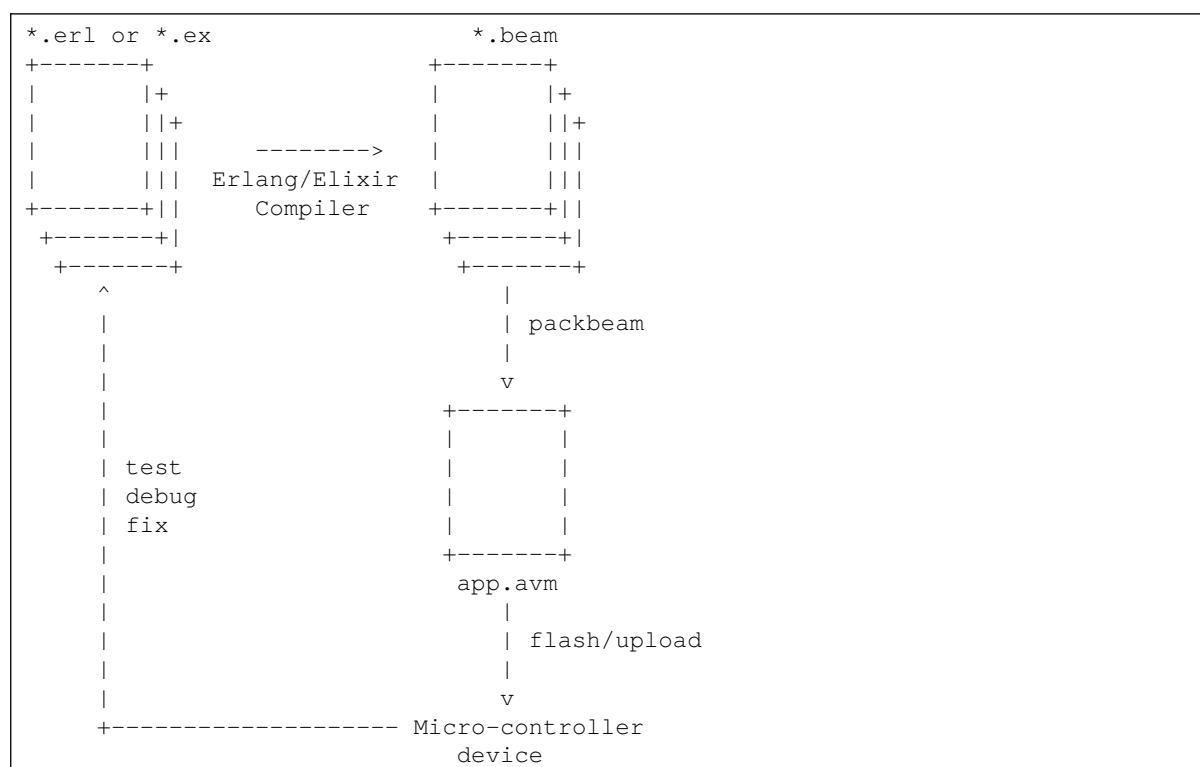 *.erl or *.ex *.beam
Erlang/Elixir
Compiler
packbeam
test
debug
fix
app.avm
flash/upload
Micro-controller
device